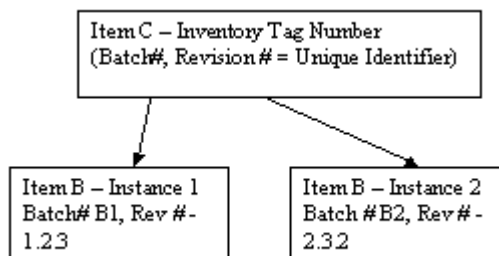 Item C – Inventory Tag Number
(Batch#, Revision # = Unique Identifier)
Item B – Instance 1
Batch# B1, Rev # -
1.2.3
Item B – Instance 2
Batch # B2, Rev # -
2.3.2